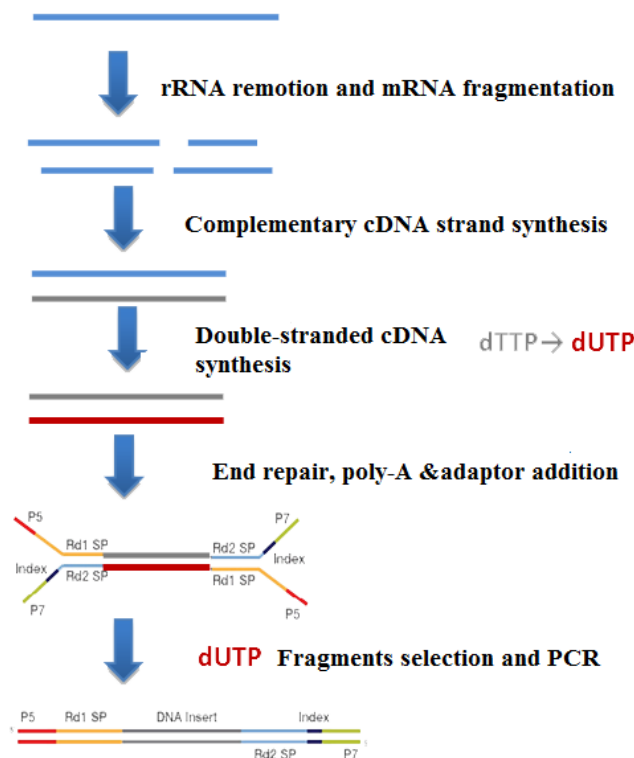 rRNA remotion and mRNA fragmentation
Complementary cDNA strand synthesis
Double-stranded cDNA
synthesis
dTTP → dUTP
End repair, poly-A &adaptor addition
P5
P7
Rd1 SP
Rd2 SP
Index
Index
Rd2 SP
Rd1 SP
P7
P5
dUTP Fragments selection and PCR
P5 Rd1 SP DNA Insert Index
Rd2 SP P7